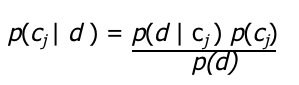 p(cj | d ) = p(d | cj ) p(cj)
p(d)